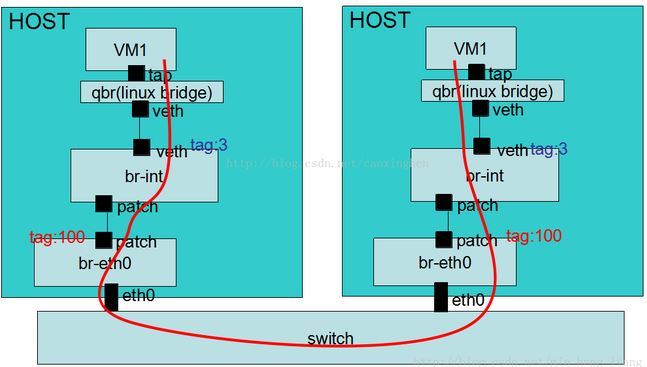 HOST
VM1
tap
qbr(linux bridge)
veth
veth
tag:3
br-int
patch
tag:100
patch
br-eth0
eth0
HOST
VM1
tap
qbr(linux bridge)
veth
veth
tag:3
br-int
patch
patch
tag:100
br-eth0
eth0
switch